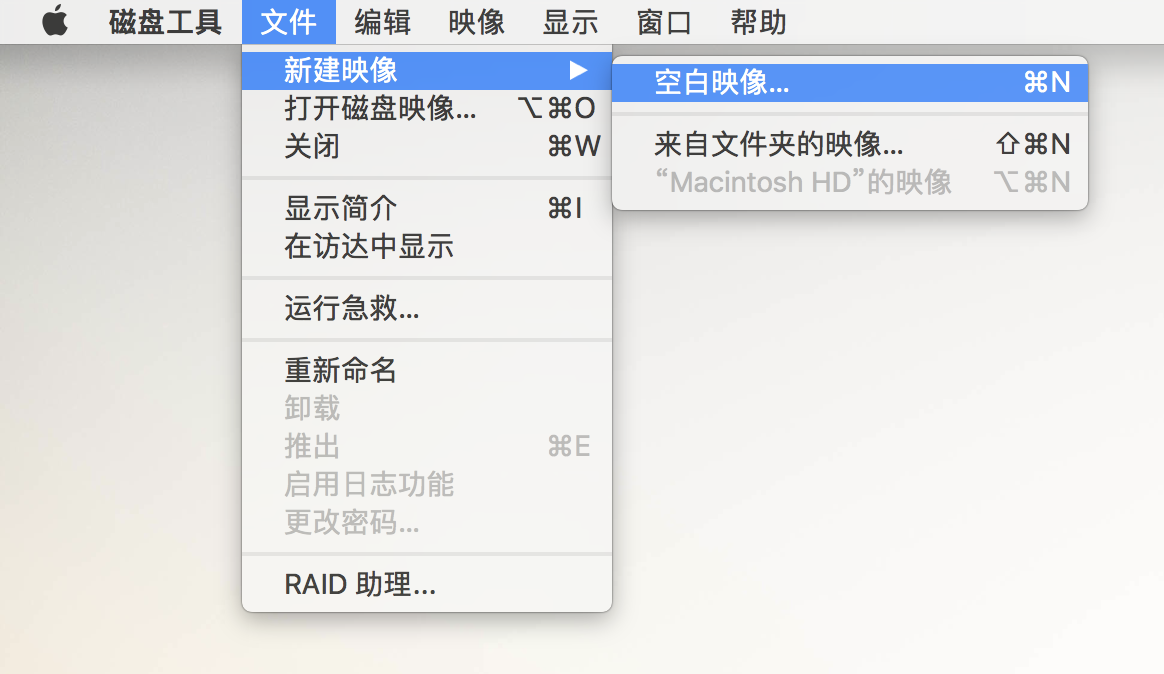 磁盘工具 文件 编辑 映像 显示 窗口 帮助
新建映像
打开磁盘映像... ⌥⌘O
关闭 ⌘W
显示简介 ⌘I
在访达中显示
运行急救...
重新命名
卸载
推出 ⌘E
启用日志功能
更改密码...
RAID 助理...
空白映像... ⌘N
来自文件夹的映像... ⇧⌘N
“Macintosh HD”的映像 ⌥⌘N